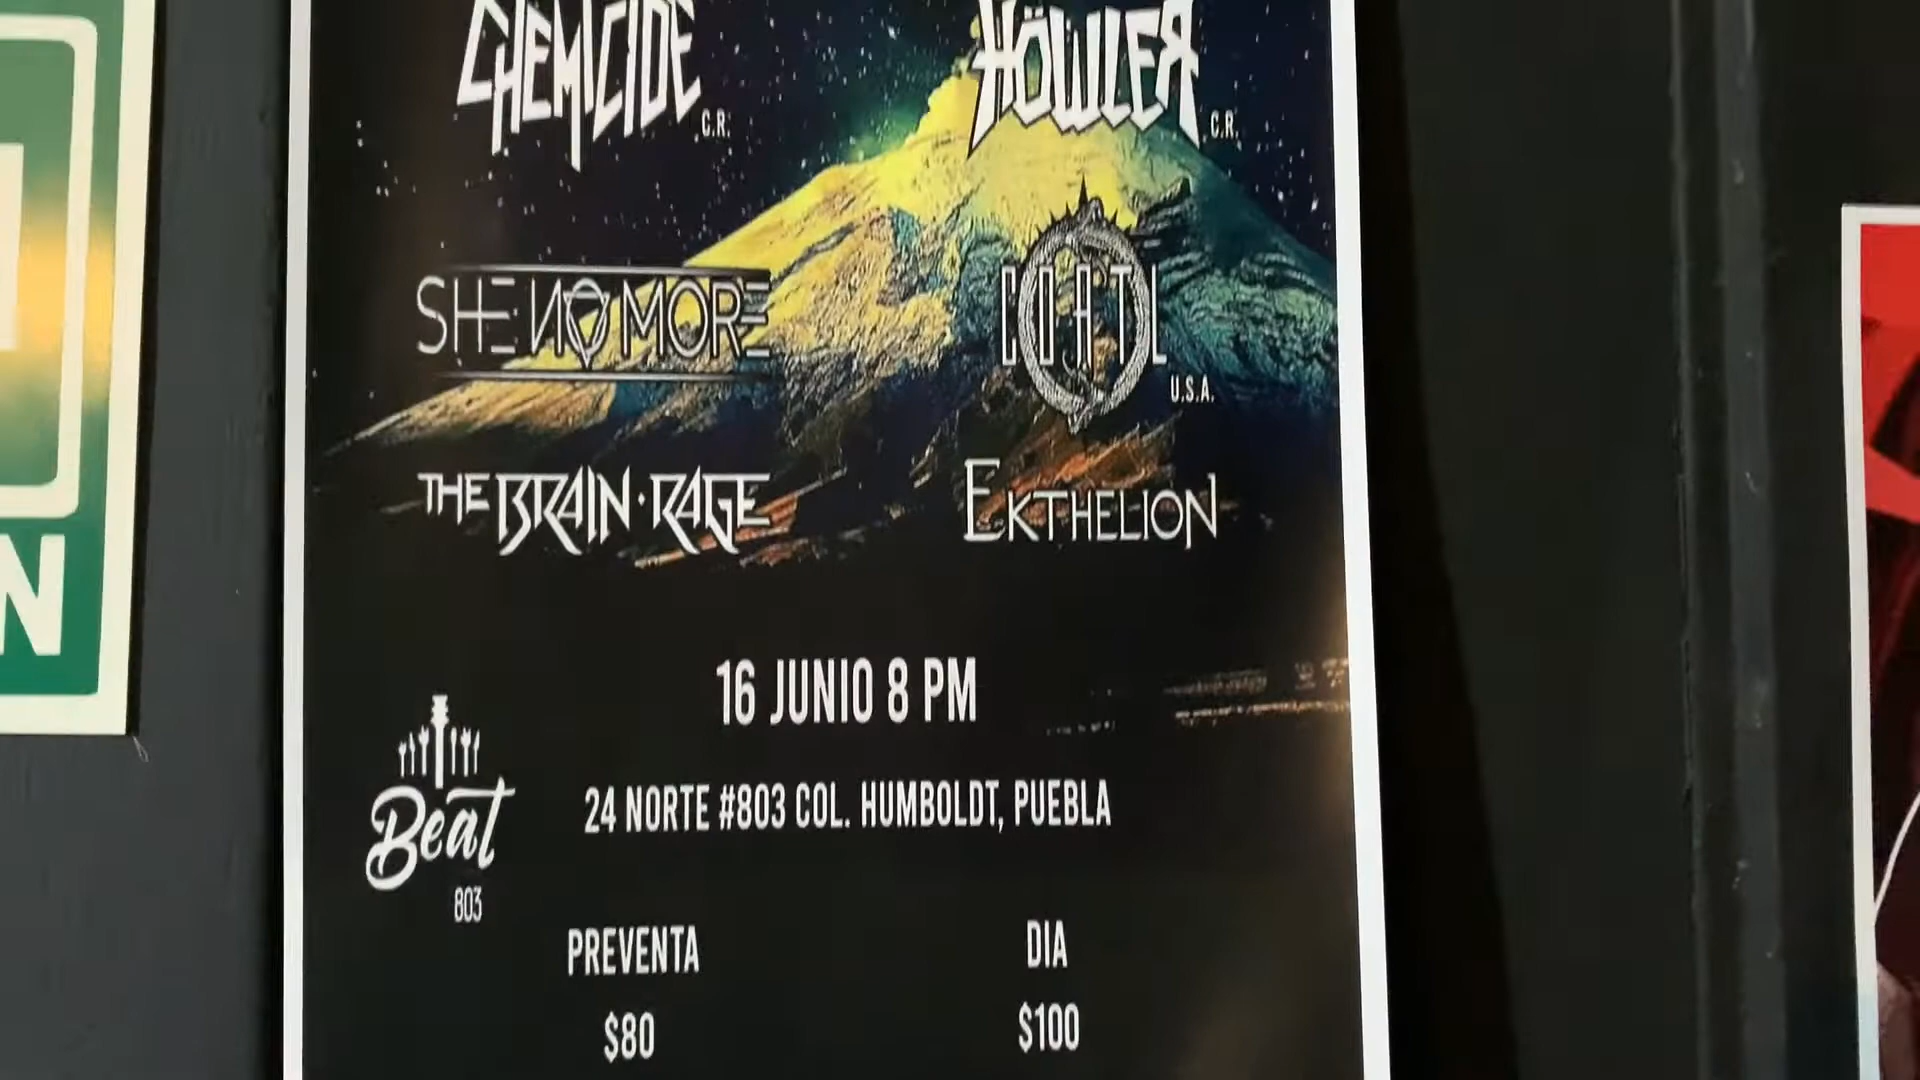 CHEMICIDE C.R.
HÖWLER C.R.
SHE NO MORE
COATL U.S.A.
THE BRAIN·RAGE
EKTHELION
16 JUNIO 8 PM
24 NORTE #803 COL. HUMBOLDT, PUEBLA
Beat
803
PREVENTA
DIA
$80
$100
N